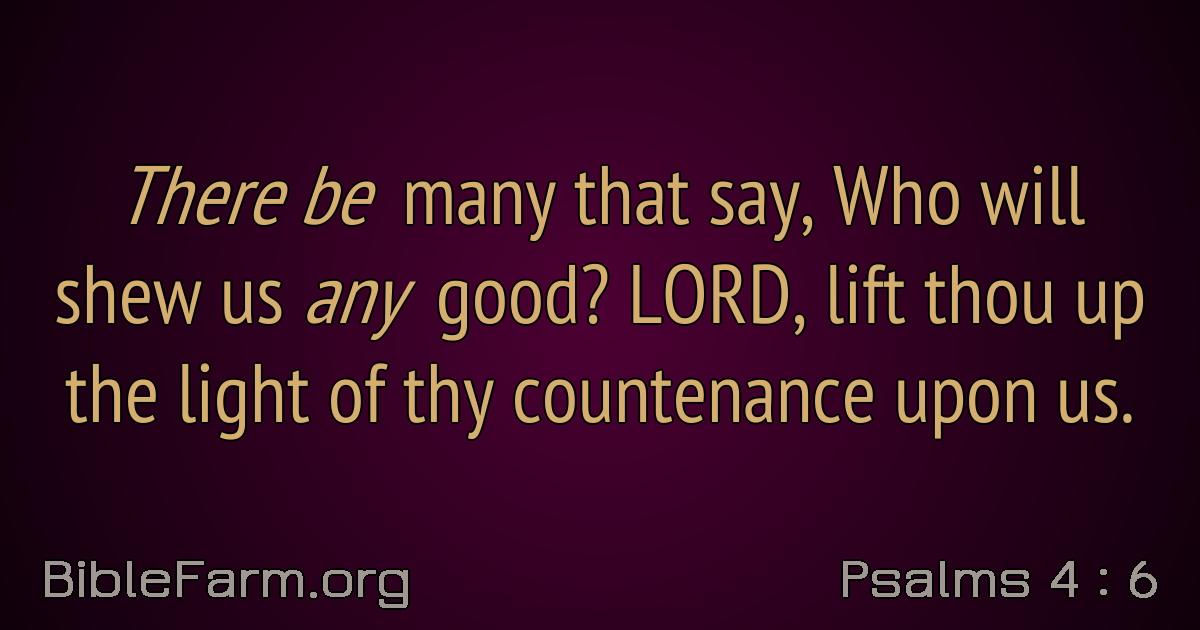 There be many that say, Who will
shew us any good? LORD, lift thou up
the light of thy countenance upon us.
BibleFarm.org
Psalms 4 : 6